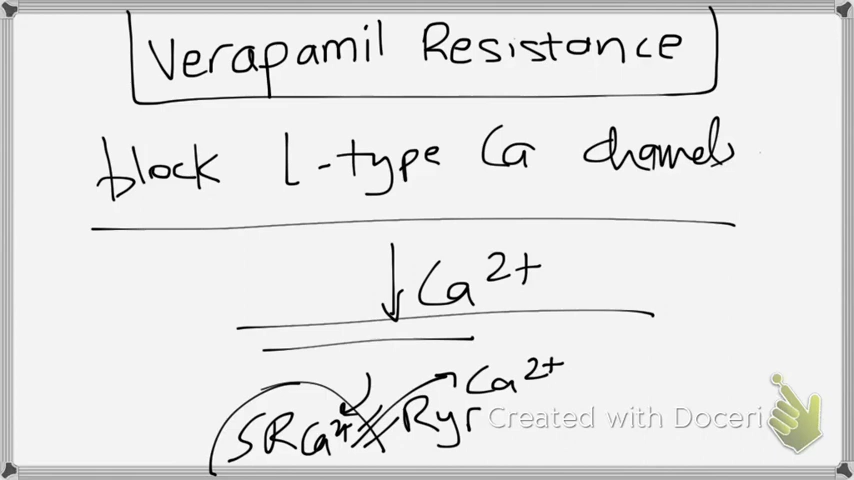 Verapamil Resistance
block L-type Ca channels
↓ Ca2+
Ca2+
SR Ca2+ Ryr
Created with Doceri